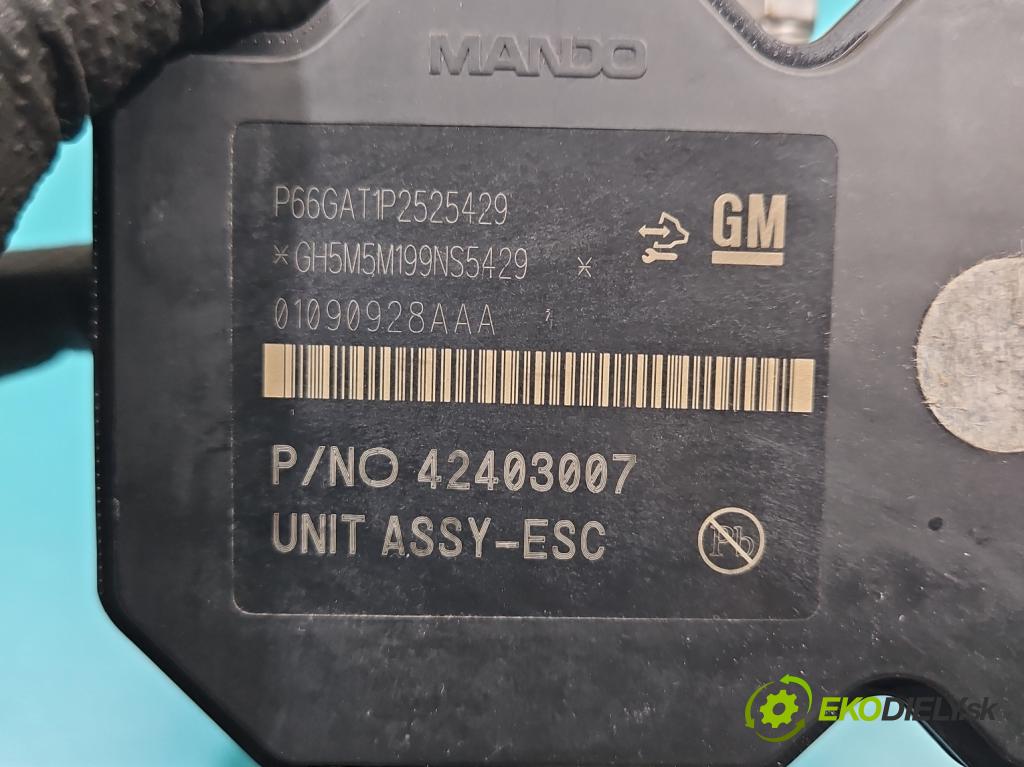 MANDO
P66GAT1P2525429
*GH5M5M199NS5429 *
GM
01090928AAA
P/NO 42403007
UNIT ASSY-ESC
Pb
EKODIELY.sk